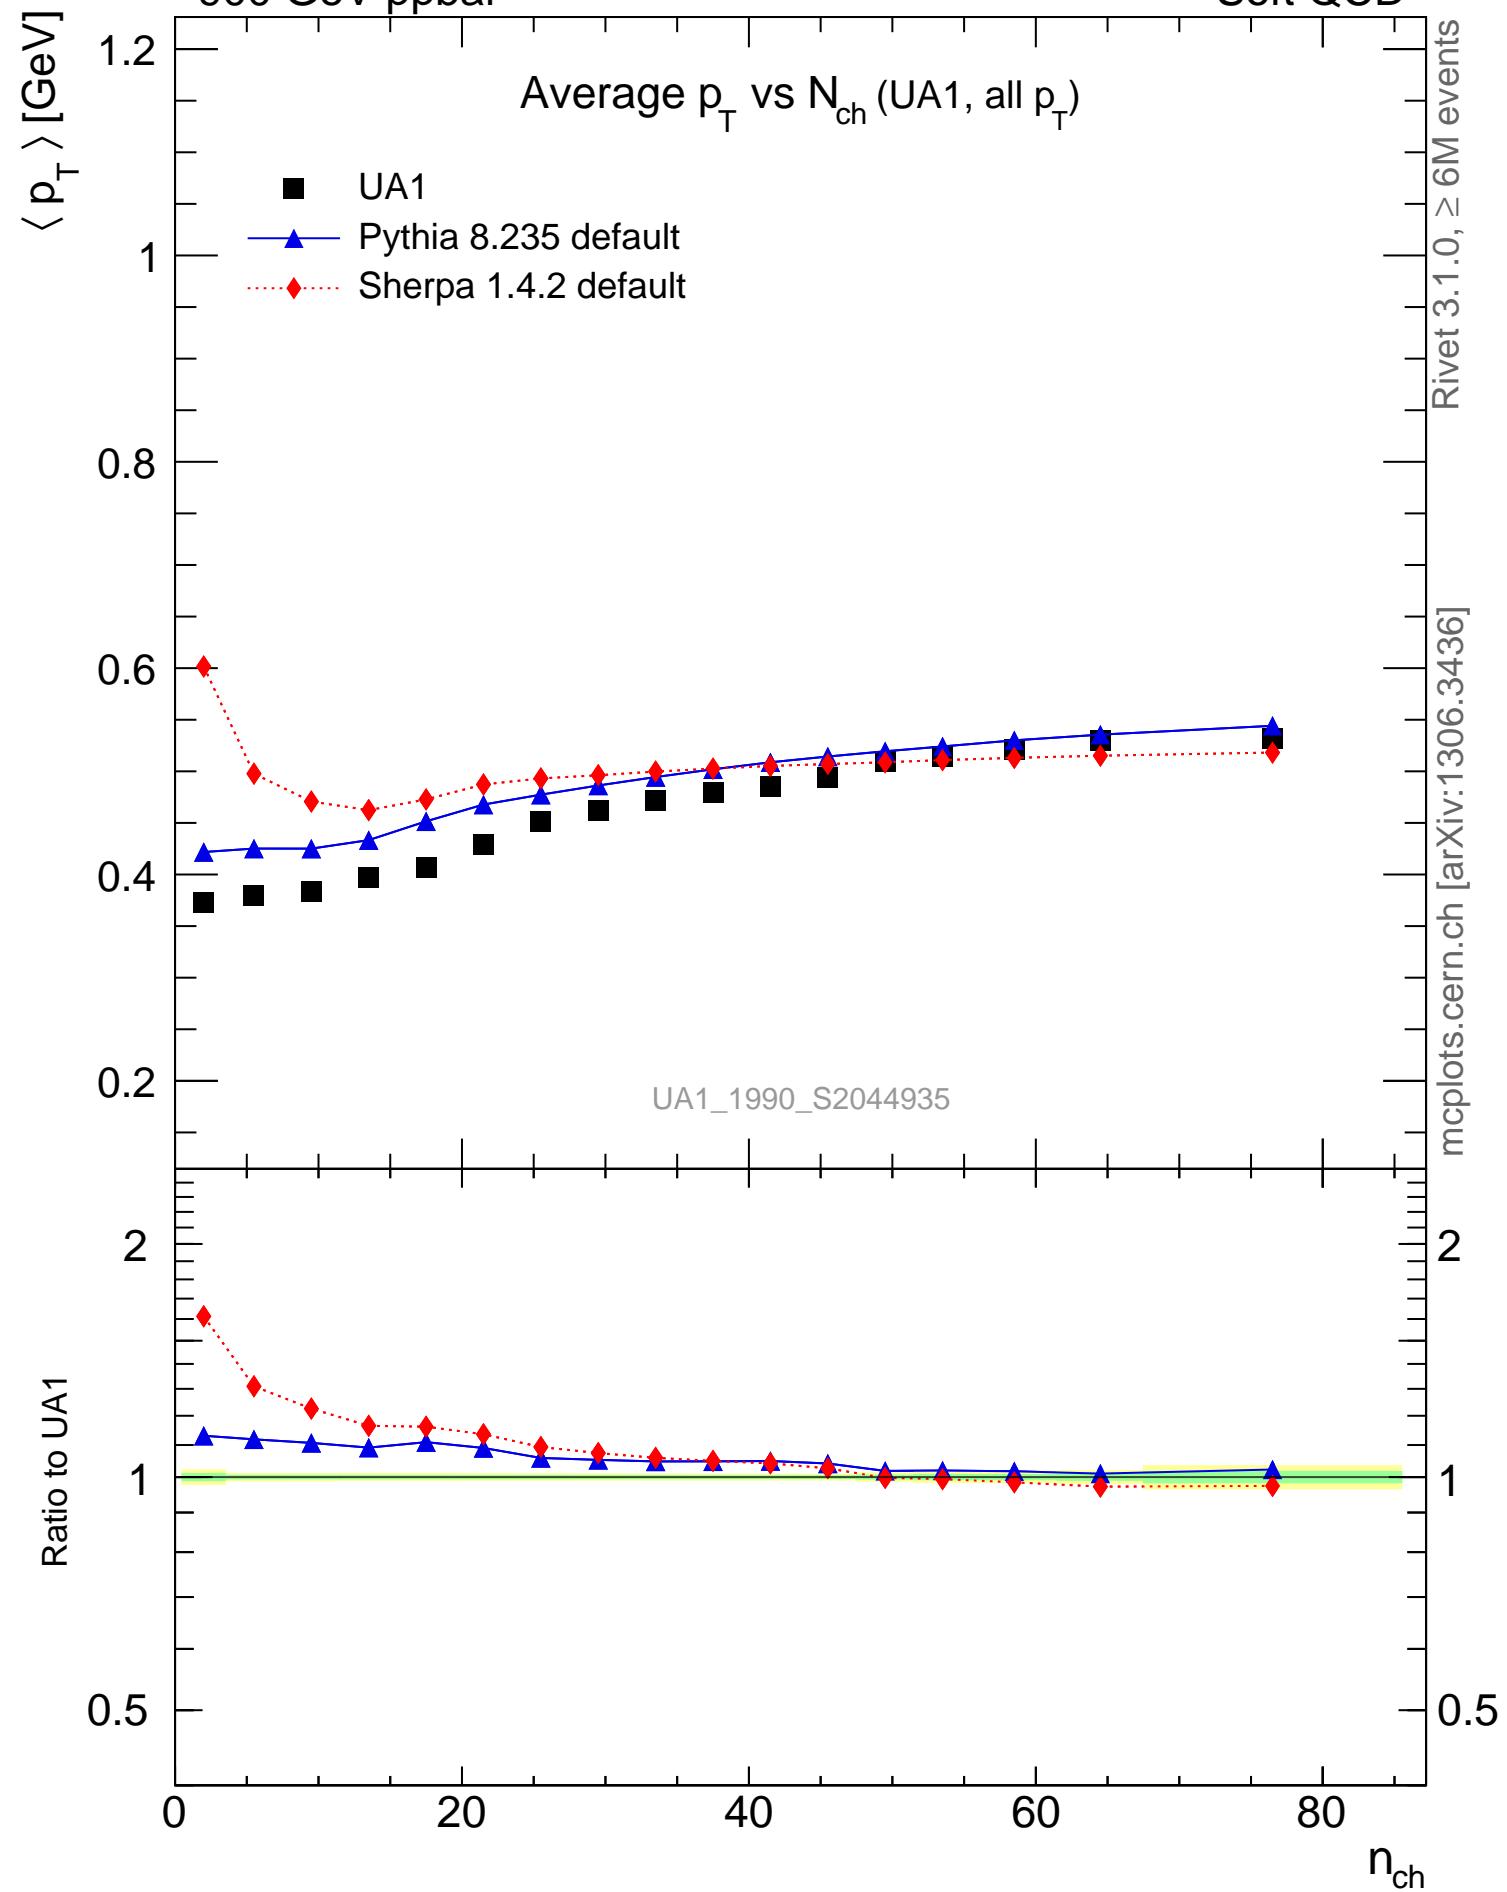 ⟨ p_T ⟩ [GeV]
Average p_T vs N_ch (UA1, all p_T)
UA1
Pythia 8.235 default
Sherpa 1.4.2 default
1.2
1
0.8
0.6
0.4
0.2
UA1_1990_S2044935
Rivet 3.1.0, ≥ 6M events
mcplots.cern.ch [arXiv:1306.3436]
Ratio to UA1
2
1
0.5
2
1
0.5
0
20
40
60
80
n_ch